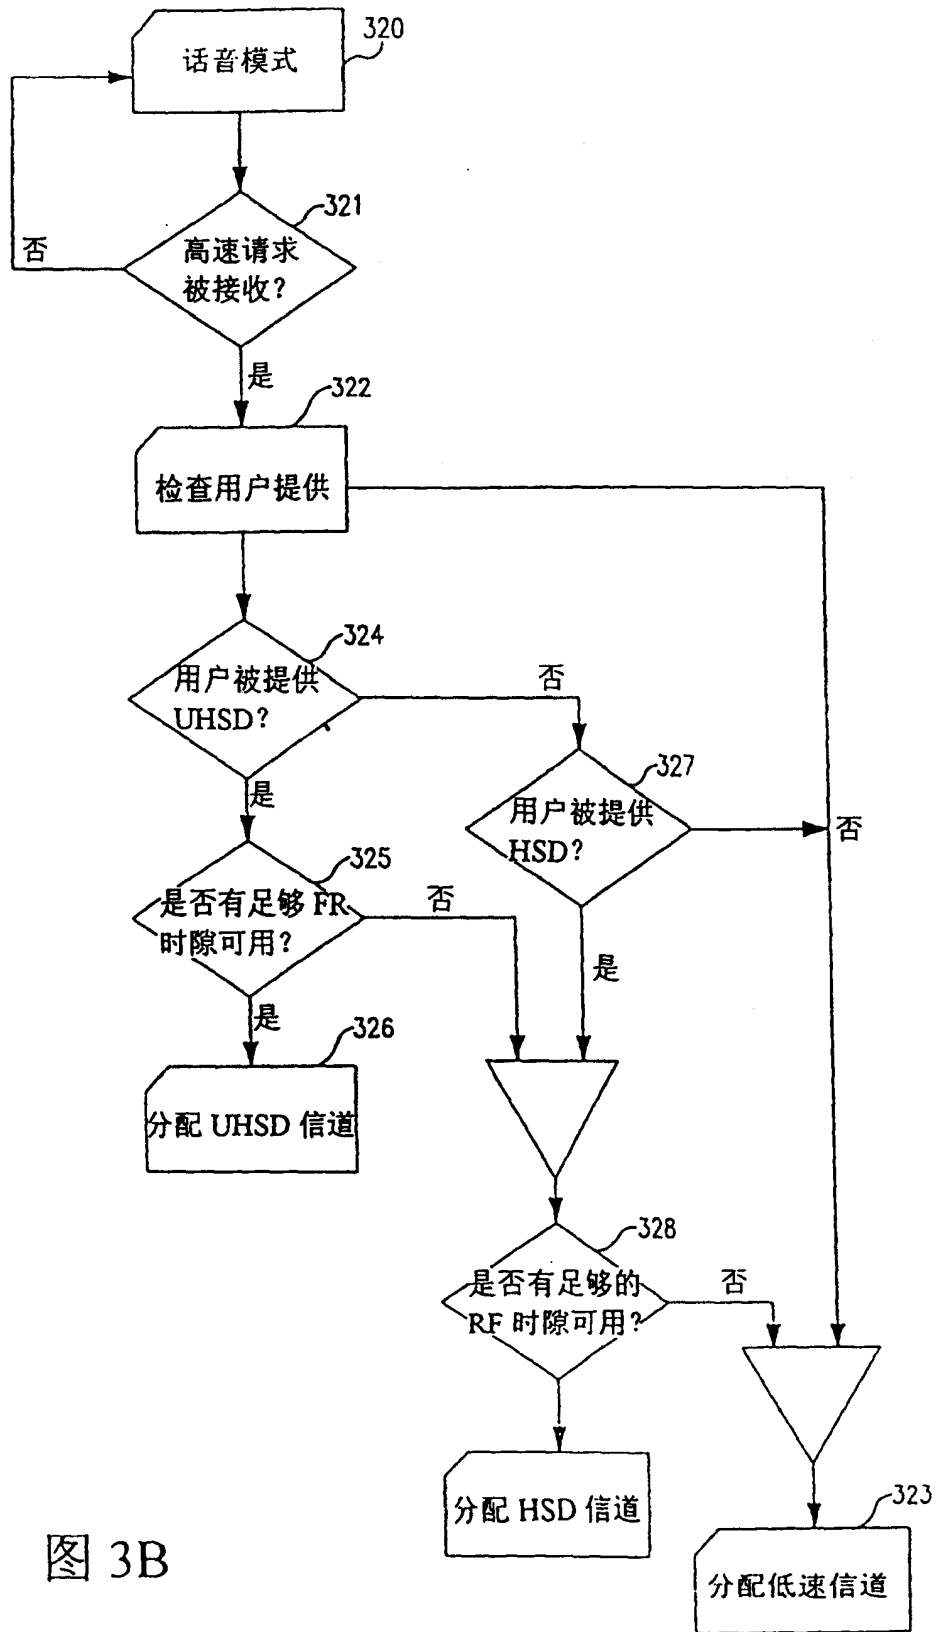 320
话音模式
321
高速请求
被接收?
否
是
322
检查用户提供
324
用户被提供
UHSD?
否
是
327
用户被提供
HSD?
否
325
是否有足够 FR
时隙可用?
否
是
是
326
分配 UHSD 信道
328
是否有足够的
RF 时隙可用?
否
分配 HSD 信道
323
分配低速信道
图 3B